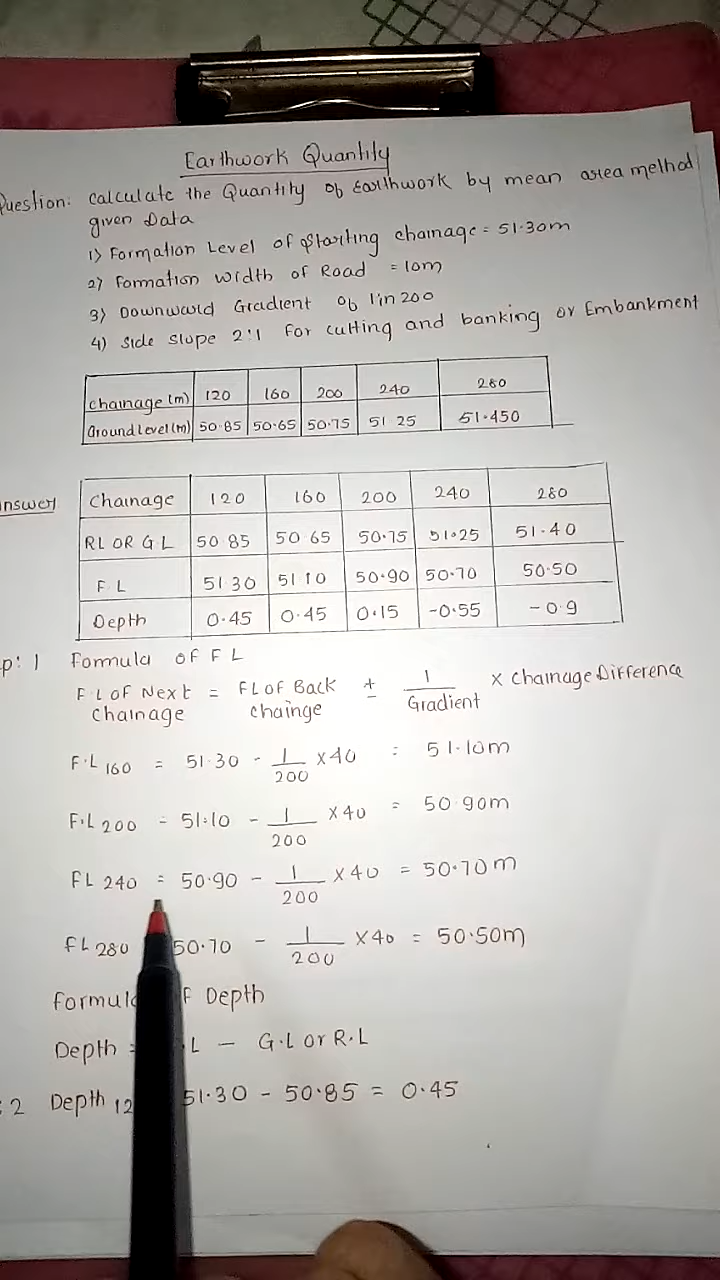 Earthwork Quantity
Question: Calculate the Quantity of Earthwork by mean area method
given Data
1) Formation Level of Starting chainage = 51.30m
2) Formation width of Road = 10m
3) Downward Gradient of 1 in 200
4) Side Slope 2:1 For cutting and banking or Embankment
Chainage (m) 120 160 200 240 280
Ground Level (m) 50.85 50.65 50.75 51.25 51.450
Answer
Chainage 120 160 200 240 280
RL OR G.L 50.85 50.65 50.75 51.25 51.40
F.L 51.30 51.10 50.90 50.70 50.50
Depth 0.45 0.45 0.15 -0.55 -0.9
p:1 Formula OF F L
F L OF Next = FL OF Back ± 1 x Chainage Difference
Chainage Chainge Gradient
F.L 160 = 51.30 - 1/200 x 40 = 51.10m
F.L 200 = 51.10 - 1/200 x 40 = 50.90m
FL 240 = 50.90 - 1/200 x 40 = 50.70m
FL 280 50.70 - 1/200 x 40 = 50.50m
F Depth
Depth = L - G.L or R.L
:2 Depth 12 51.30 - 50.85 = 0.45